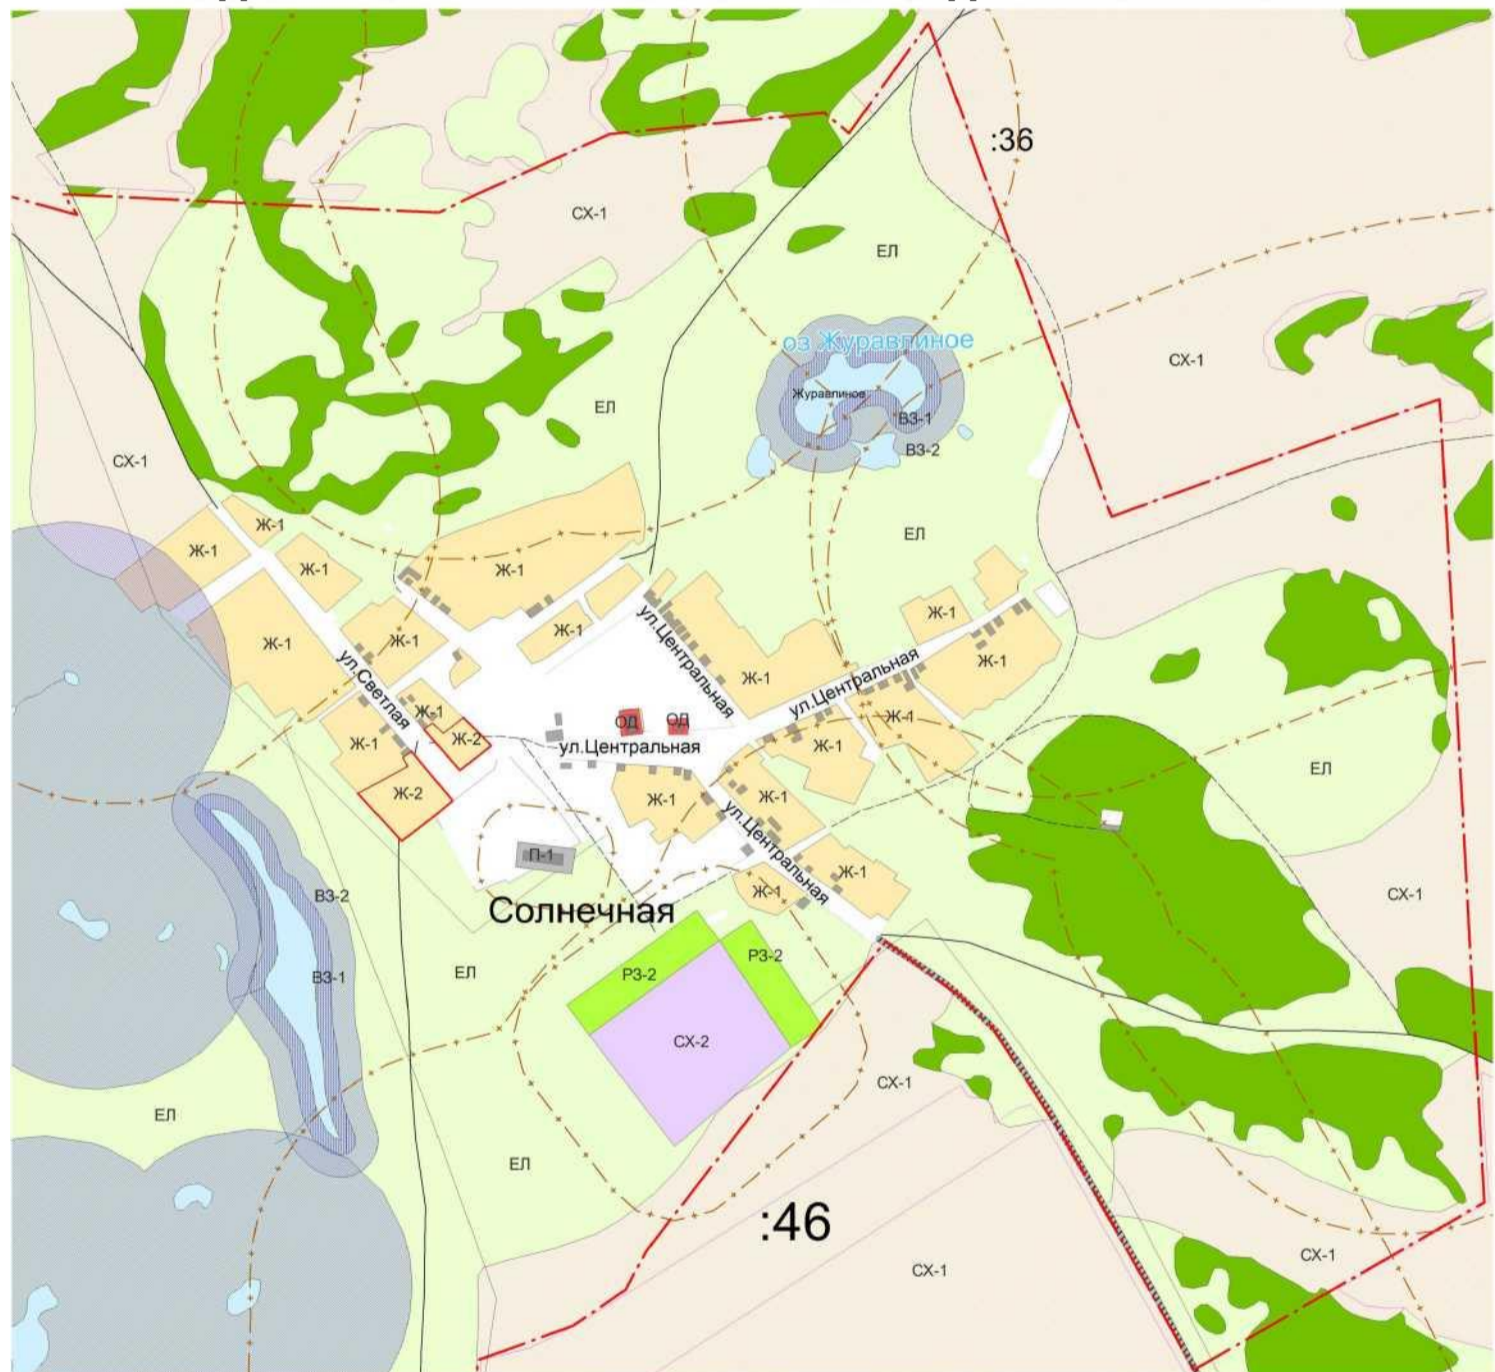 :36
СХ-1
ЕЛ
оз Журавлиное
СХ-1
Журавлиное
ЕЛ
ВЗ-1
ВЗ-2
СХ-1
Ж-1
ЕЛ
Ж-1
Ж-1
Ж-1
Ж-1
Ж-1
Ж-1
Ж-1
ул.Центральная
Ж-1
Ж-1
ул.Светлая
Ж-1
ул.Центральная
Ж-1
Ж-1
ОД
ОД
Ж-1
Ж-2
ул.Центральная
Ж-1
ЕЛ
Ж-2
Ж-1
Ж-1
ул.Центральная
П-1
Ж-1
Ж-1
ВЗ-2
СХ-1
Солнечная
РЗ-2
РЗ-2
ЕЛ
ВЗ-1
СХ-2
СХ-1
ЕЛ
ЕЛ
:46
СХ-1
СХ-1